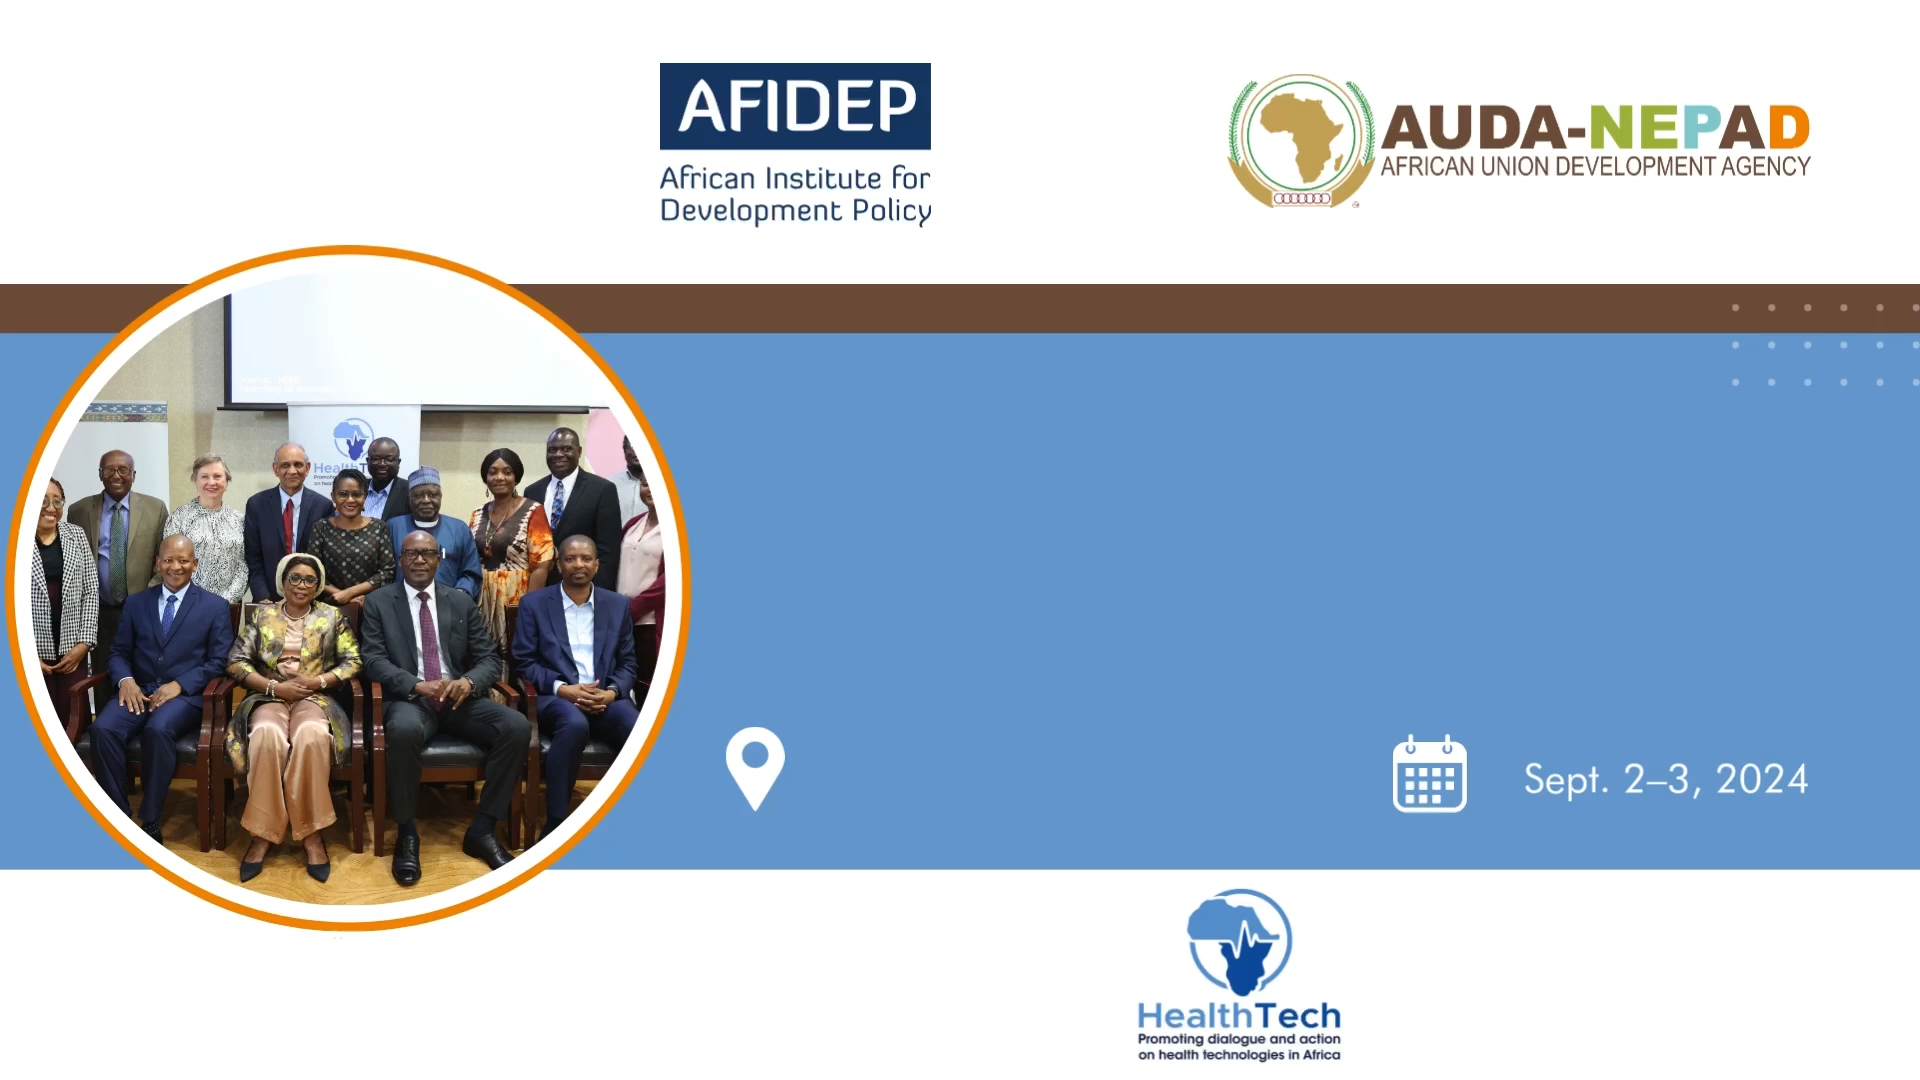 AFIDEP
African Institute for
Development Policy
AUDA-NEPAD
AFRICAN UNION DEVELOPMENT AGENCY
HealthT
Sept. 2–3, 2024
HealthTech
Promoting dialogue and action
on health technologies in Africa